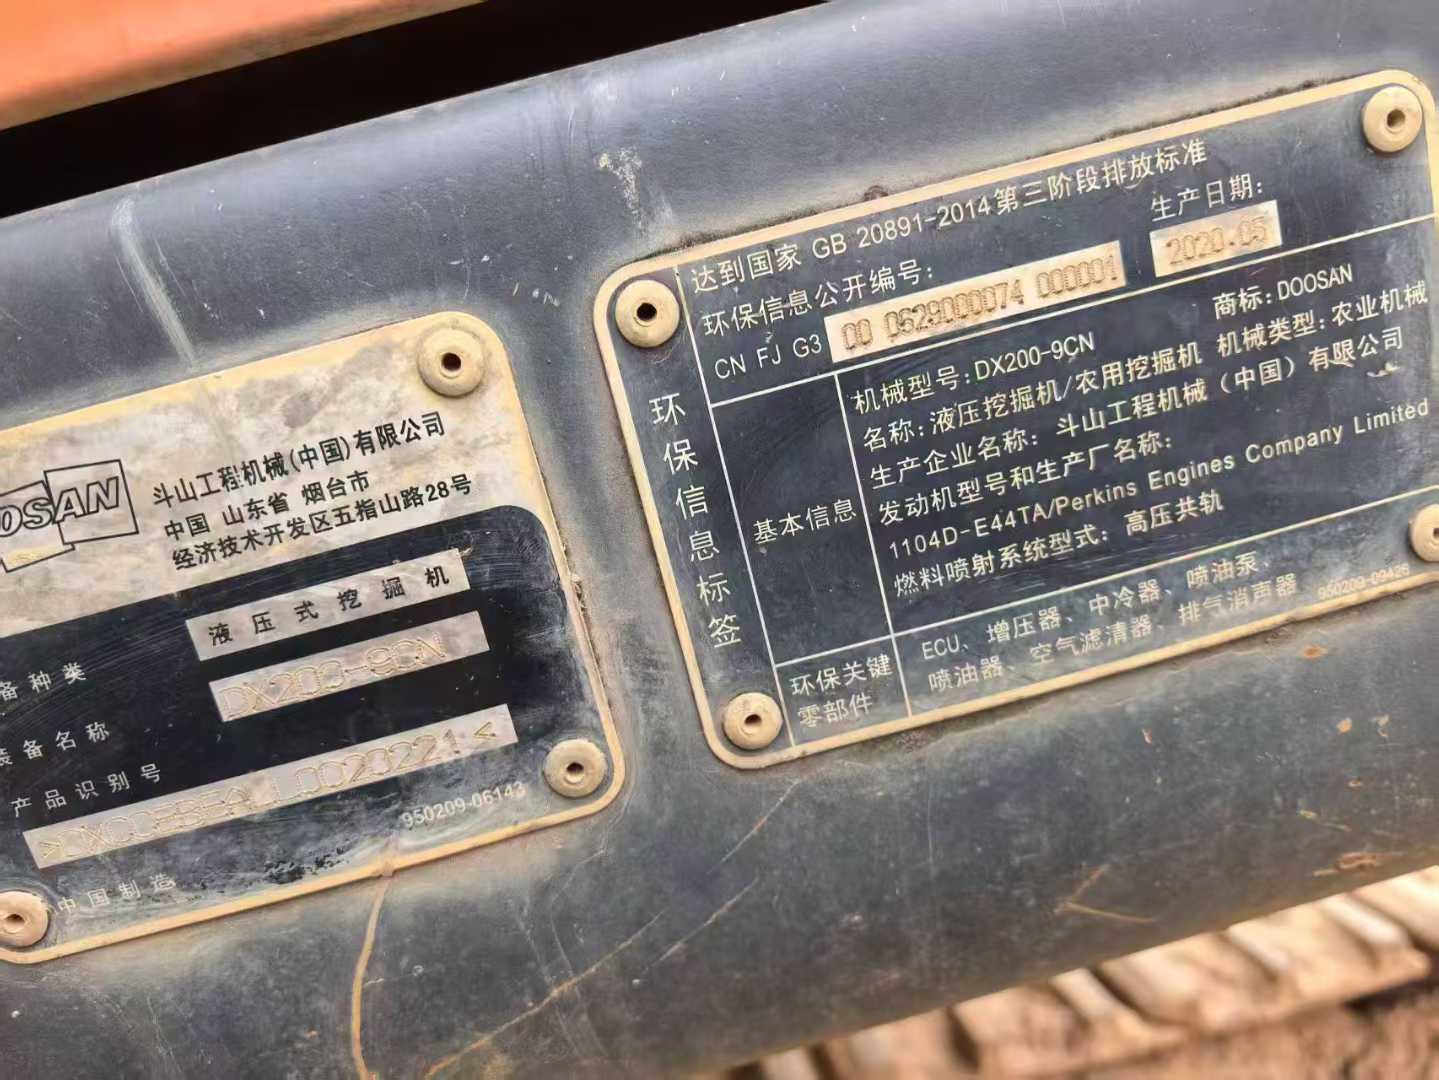 DOOSAN
斗山工程机械(中国)有限公司
中国 山东省 烟台市
经济技术开发区五指山路28号
备种类
液压式挖掘机
装备名称
DX200-9CN
产品识别号
950209-06143
中国制造
环保信息标签
达到国家 GB 20891-2014第三阶段排放标准
环保信息公开编号:
生产日期:
CN FJ G3 00 0629000074 000001
2020.05
基本信息
机械型号: DX200-9CN
商标: DOOSAN
名称: 液压挖掘机/农用挖掘机 机械类型: 农业机械
生产企业名称: 斗山工程机械（中国）有限公司
发动机型号和生产厂名称:
1104D-E44TA/Perkins Engines Company Limited
燃料喷射系统型式: 高压共轨
环保关键
零部件
ECU、增压器、中冷器、喷油泵、
喷油器、空气滤清器、排气消声器